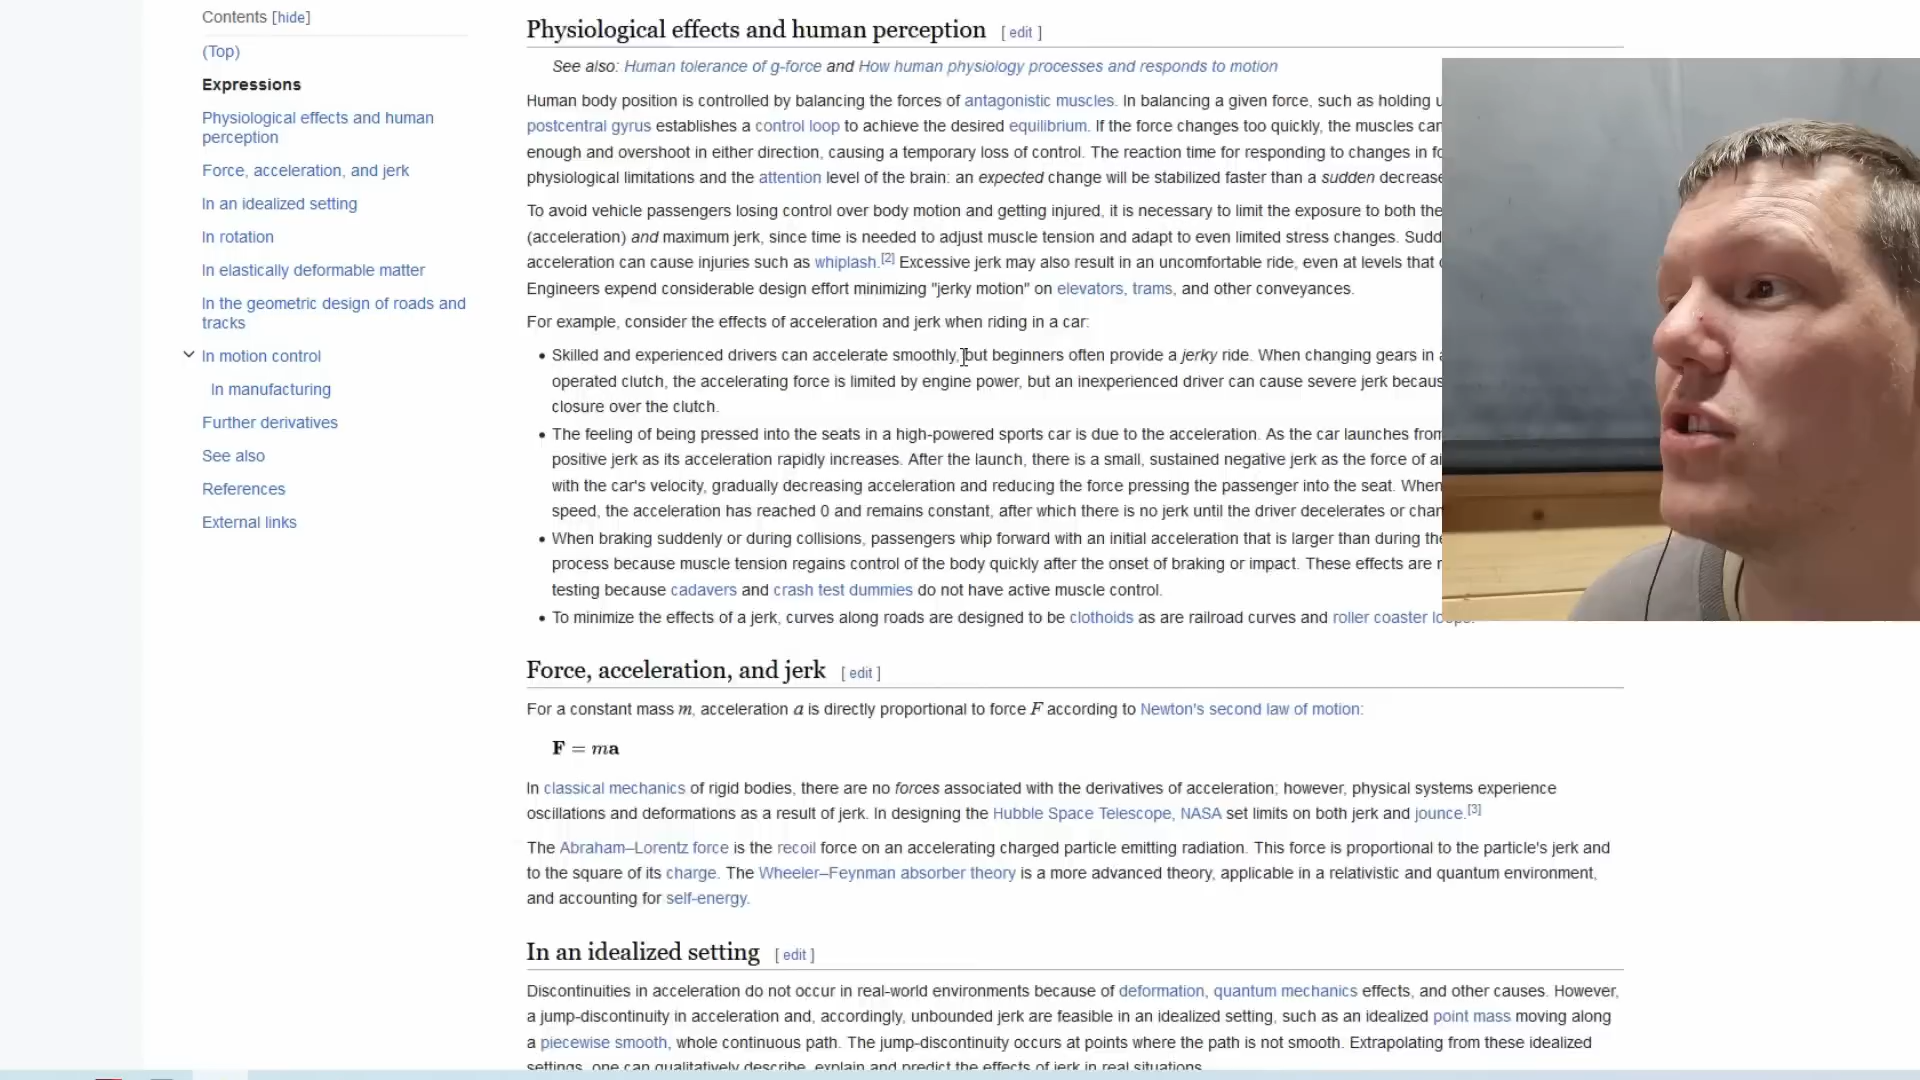 Contents [hide]
(Top)
Expressions
Physiological effects and human
perception
Force, acceleration, and jerk
In an idealized setting
In rotation
In elastically deformable matter
In the geometric design of roads and
tracks
In motion control
In manufacturing
Further derivatives
See also
References
External links
Physiological effects and human perception [ edit ]
See also: Human tolerance of g-force and How human physiology processes and responds to motion
Human body position is controlled by balancing the forces of antagonistic muscles. In balancing a given force, such as holding
postcentral gyrus establishes a control loop to achieve the desired equilibrium. If the force changes too quickly, the muscles
enough and overshoot in either direction, causing a temporary loss of control. The reaction time for responding to changes in
physiological limitations and the attention level of the brain: an expected change will be stabilized faster than a sudden decrease
To avoid vehicle passengers losing control over body motion and getting injured, it is necessary to limit the exposure to both the
(acceleration) and maximum jerk, since time is needed to adjust muscle tension and adapt to even limited stress changes.
acceleration can cause injuries such as whiplash.[2] Excessive jerk may also result in an uncomfortable ride, even at levels that
Engineers expend considerable design effort minimizing "jerky motion" on elevators, trams, and other conveyances.
For example, consider the effects of acceleration and jerk when riding in a car:
• Skilled and experienced drivers can accelerate smoothly, but beginners often provide a jerky ride. When changing gears in
operated clutch, the accelerating force is limited by engine power, but an inexperienced driver can cause severe jerk
closure over the clutch.
• The feeling of being pressed into the seats in a high-powered sports car is due to the acceleration. As the car launches
positive jerk as its acceleration rapidly increases. After the launch, there is a small, sustained negative jerk as the force of
with the car's velocity, gradually decreasing acceleration and reducing the force pressing the passenger into the seat. When
speed, the acceleration has reached 0 and remains constant, after which there is no jerk until the driver decelerates or
• When braking suddenly or during collisions, passengers whip forward with an initial acceleration that is larger than during
process because muscle tension regains control of the body quickly after the onset of braking or impact. These effects are
testing because cadavers and crash test dummies do not have active muscle control.
• To minimize the effects of a jerk, curves along roads are designed to be clothoids as are railroad curves and roller coaster loops.
Force, acceleration, and jerk [ edit ]
For a constant mass m, acceleration a is directly proportional to force F according to Newton's second law of motion:
F = ma
In classical mechanics of rigid bodies, there are no forces associated with the derivatives of acceleration; however, physical systems experience
oscillations and deformations as a result of jerk. In designing the Hubble Space Telescope, NASA set limits on both jerk and jounce.[3]
The Abraham–Lorentz force is the recoil force on an accelerating charged particle emitting radiation. This force is proportional to the particle's jerk and
to the square of its charge. The Wheeler–Feynman absorber theory is a more advanced theory, applicable in a relativistic and quantum environment,
and accounting for self-energy.
In an idealized setting [ edit ]
Discontinuities in acceleration do not occur in real-world environments because of deformation, quantum mechanics effects, and other causes. However,
a jump-discontinuity in acceleration and, accordingly, unbounded jerk are feasible in an idealized setting, such as an idealized point mass moving along
a piecewise smooth, whole continuous path. The jump-discontinuity occurs at points where the path is not smooth. Extrapolating from these idealized
settings, one can qualitatively describe, explain and predict the effects of jerk in real situations.